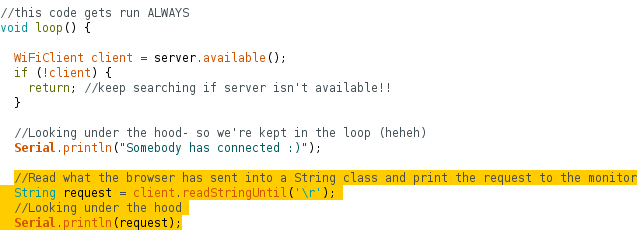 //this code gets run ALWAYS
void loop() {
WiFiClient client = server.available();
if (!client) {
return; //keep searching if server isn't available!!
}
//Looking under the hood- so we're kept in the loop (heheh)
Serial.println("Somebody has connected :)");
//Read what the browser has sent into a String class and print the request to the monitor
String request = client.readStringUntil('\r');
//Looking under the hood
Serial.println(request);